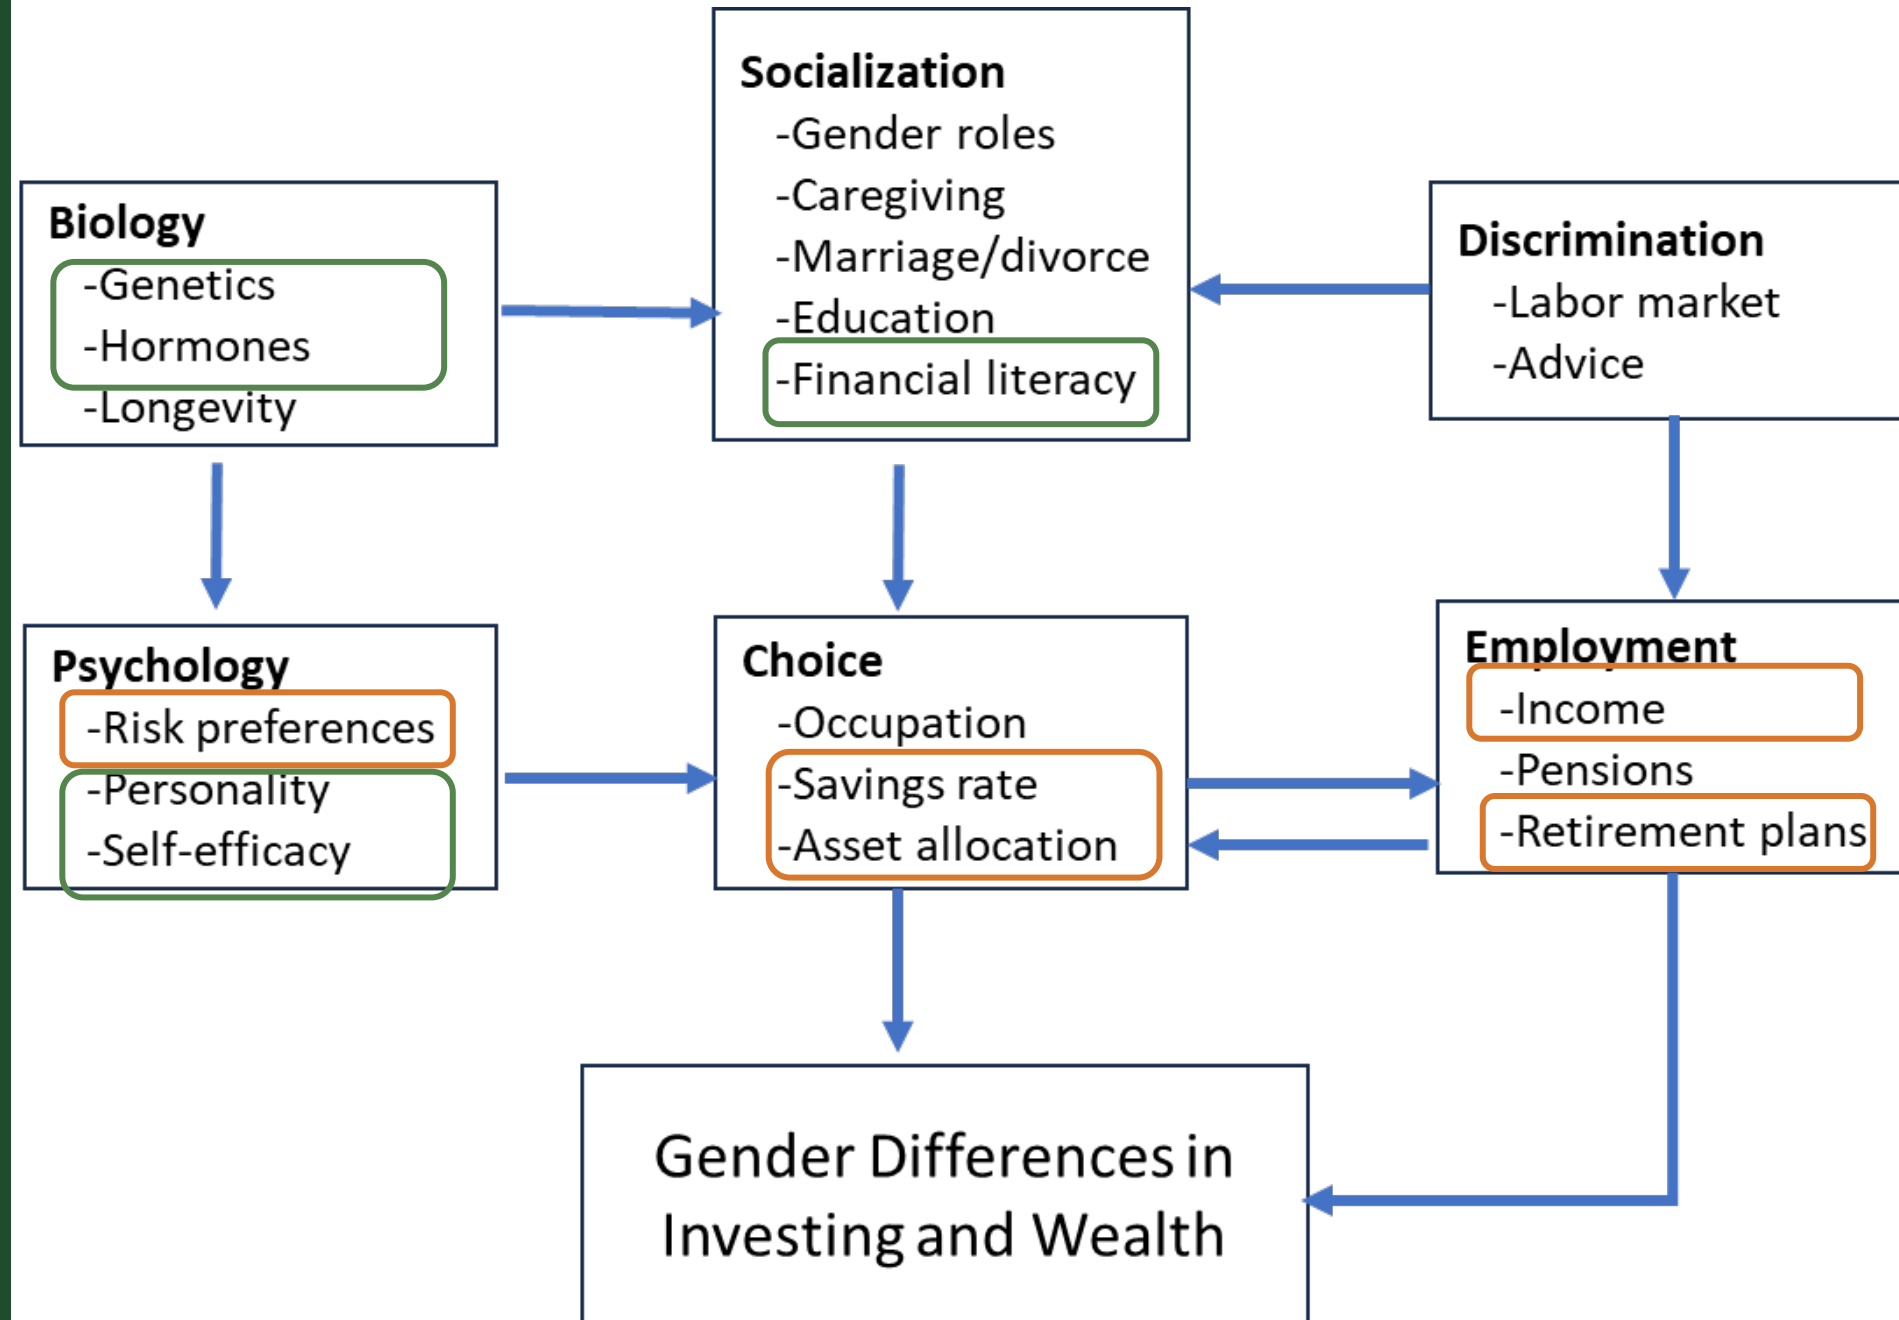 Socialization
-Gender roles
-Caregiving
-Marriage/divorce
-Education
-Financial literacy
Biology
-Genetics
-Hormones
-Longevity
Discrimination
-Labor market
-Advice
Psychology
-Risk preferences
-Personality
-Self-efficacy
Choice
-Occupation
-Savings rate
-Asset allocation
Employment
-Income
-Pensions
-Retirement plans
Gender Differences in
Investing and Wealth